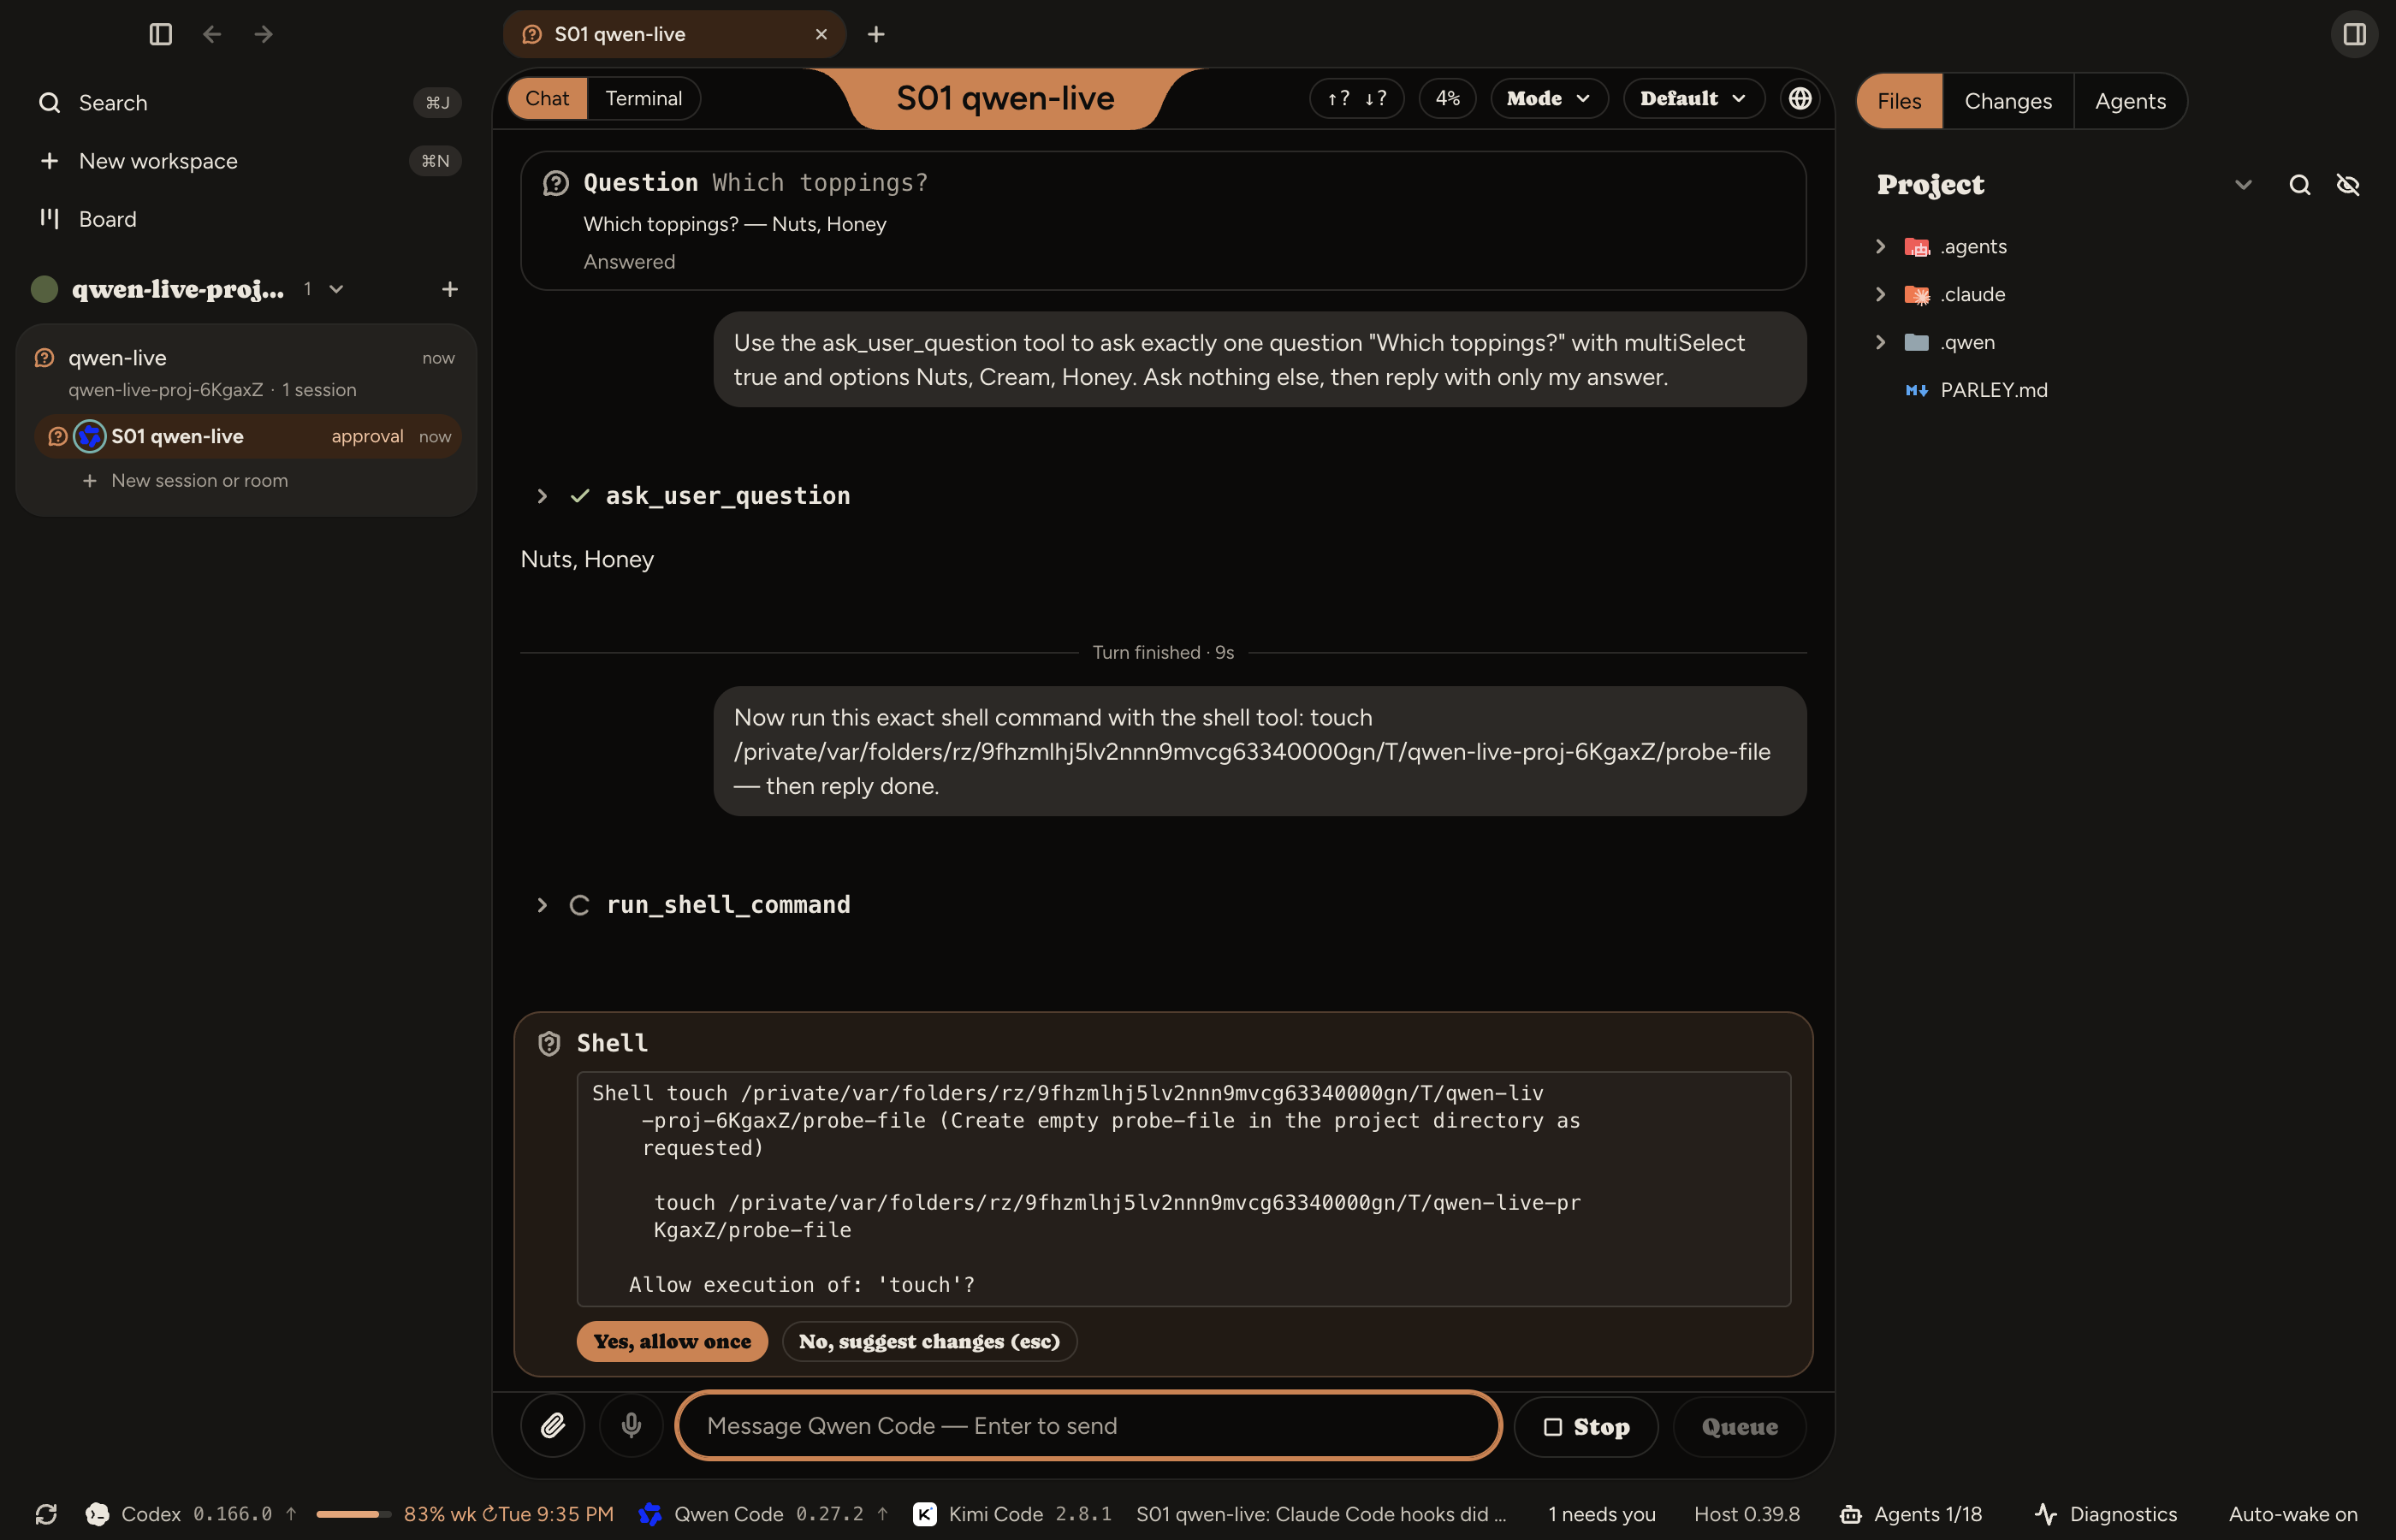 S01 qwen-live
Search ⌘J
New workspace ⌘N
Board
qwen-live-proj... 1
qwen-live now
qwen-live-proj-6KgaxZ · 1 session
S01 qwen-live approval now
New session or room
Chat Terminal
S01 qwen-live
↑? ↓? 4% Mode Default
Question Which toppings?
Which toppings? — Nuts, Honey
Answered
Use the ask_user_question tool to ask exactly one question "Which toppings?" with multiSelect
true and options Nuts, Cream, Honey. Ask nothing else, then reply with only my answer.
ask_user_question
Nuts, Honey
Turn finished · 9s
Now run this exact shell command with the shell tool: touch
/private/var/folders/rz/9fhzmlhj5lv2nnn9mvcg63340000gn/T/qwen-live-proj-6KgaxZ/probe-file
— then reply done.
run_shell_command
Shell
Shell touch /private/var/folders/rz/9fhzmlhj5lv2nnn9mvcg63340000gn/T/qwen-liv
-proj-6KgaxZ/probe-file (Create empty probe-file in the project directory as
requested)
touch /private/var/folders/rz/9fhzmlhj5lv2nnn9mvcg63340000gn/T/qwen-live-pr
KgaxZ/probe-file
Allow execution of: 'touch'?
Yes, allow once No, suggest changes (esc)
Message Qwen Code — Enter to send
Stop Queue
Files Changes Agents
Project
.agents
.claude
.qwen
PARLEY.md
Codex 0.166.0 ↑ 83% wk Tue 9:35 PM Qwen Code 0.27.2 ↑ Kimi Code 2.8.1 S01 qwen-live: Claude Code hooks did ... 1 needs you Host 0.39.8 Agents 1/18 Diagnostics Auto-wake on